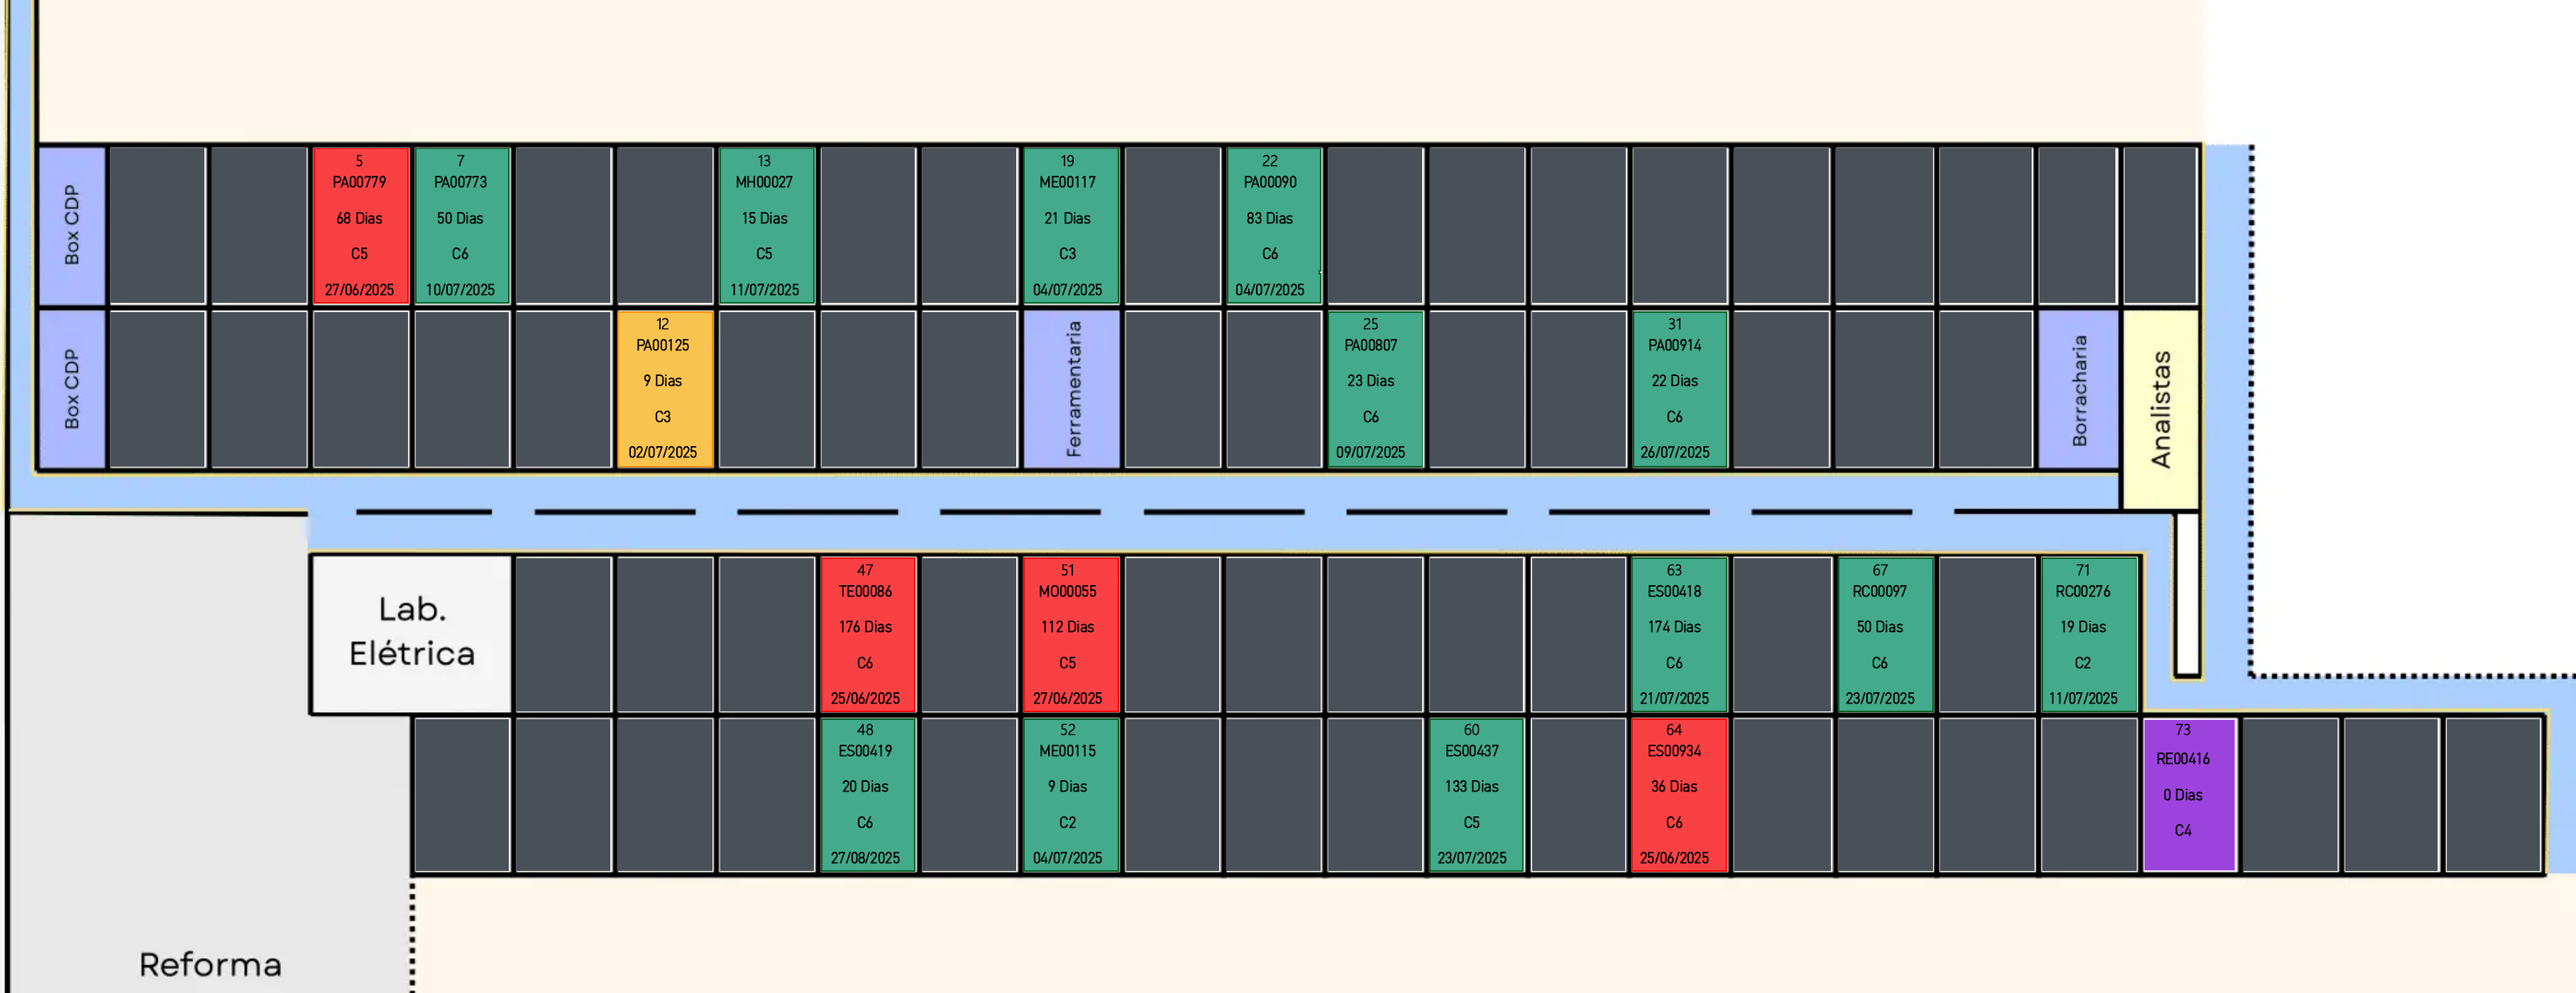 Box CDP
5
PA00779
68 Dias
C5
27/06/2025
7
PA00773
50 Dias
C6
10/07/2025
13
MH00027
15 Dias
C5
11/07/2025
19
ME00117
21 Dias
C3
04/07/2025
22
PA00090
83 Dias
C6
04/07/2025
Box CDP
12
PA00125
9 Dias
C3
02/07/2025
Ferramentaria
25
PA00807
23 Dias
C6
09/07/2025
31
PA00914
22 Dias
C6
26/07/2025
Borracharia
Analistas
Lab.
Elétrica
47
TE00086
176 Dias
C6
25/06/2025
51
MO00055
112 Dias
C5
27/06/2025
63
ES00418
174 Dias
C6
21/07/2025
67
RC00097
50 Dias
C6
23/07/2025
71
RC00276
19 Dias
C2
11/07/2025
48
ES00419
20 Dias
C6
27/08/2025
52
ME00115
9 Dias
C2
04/07/2025
60
ES00437
133 Dias
C5
23/07/2025
64
ES00934
36 Dias
C6
25/06/2025
73
RE00416
0 Dias
C4
Reforma